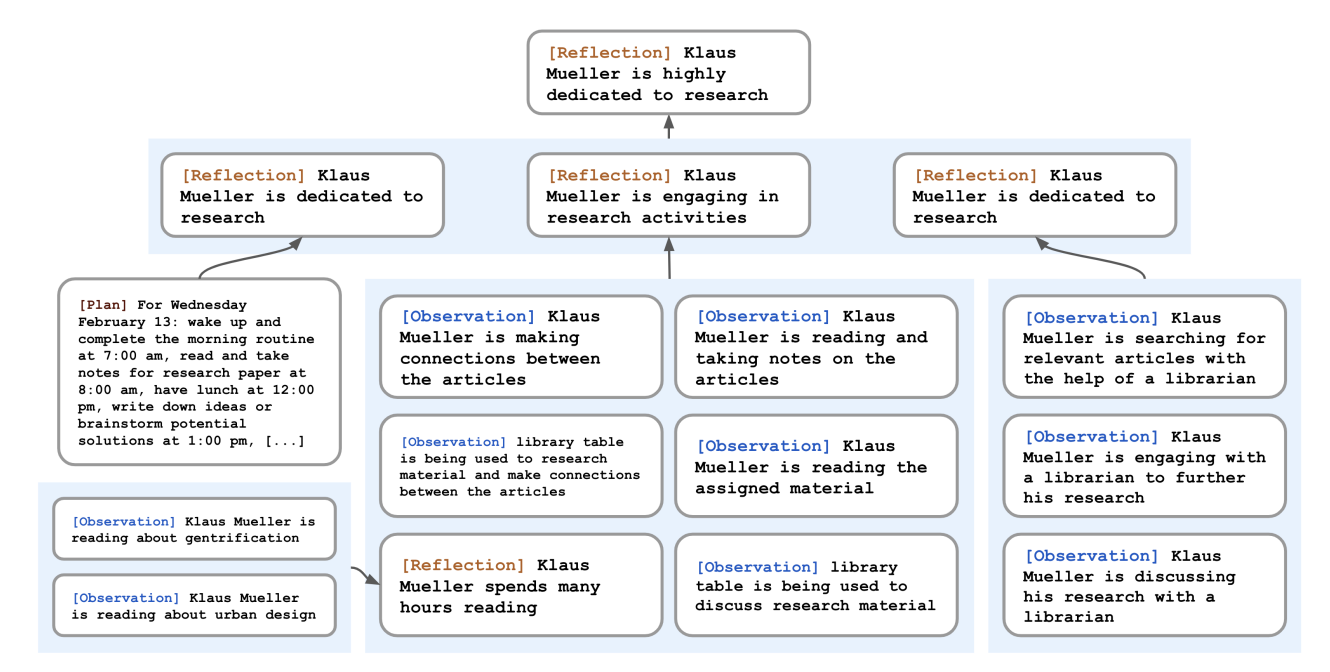 [Reflection] Klaus
Mueller is highly
dedicated to research
[Reflection] Klaus
Mueller is dedicated to
research
[Reflection] Klaus
Mueller is engaging in
research activities
[Reflection] Klaus
Mueller is dedicated to
research
[Plan] For Wednesday
February 13: wake up and
complete the morning routine
at 7:00 am, read and take
notes for research paper at
8:00 am, have lunch at 12:00
pm, write down ideas or
brainstorm potential
solutions at 1:00 pm, [...]
[Observation] Klaus Mueller is
reading about gentrification
[Observation] Klaus Mueller
is reading about urban design
[Observation] Klaus
Mueller is making
connections between
the articles
[Observation] Klaus
Mueller is reading and
taking notes on the
articles
[Observation] library table
is being used to research
material and make connections
between the articles
[Observation] Klaus
Mueller is reading the
assigned material
[Reflection] Klaus
Mueller spends many
hours reading
[Observation] library
table is being used to
discuss research material
[Observation] Klaus
Mueller is searching for
relevant articles with
the help of a librarian
[Observation] Klaus
Mueller is engaging with
a librarian to further
his research
[Observation] Klaus
Mueller is discussing
his research with a
librarian